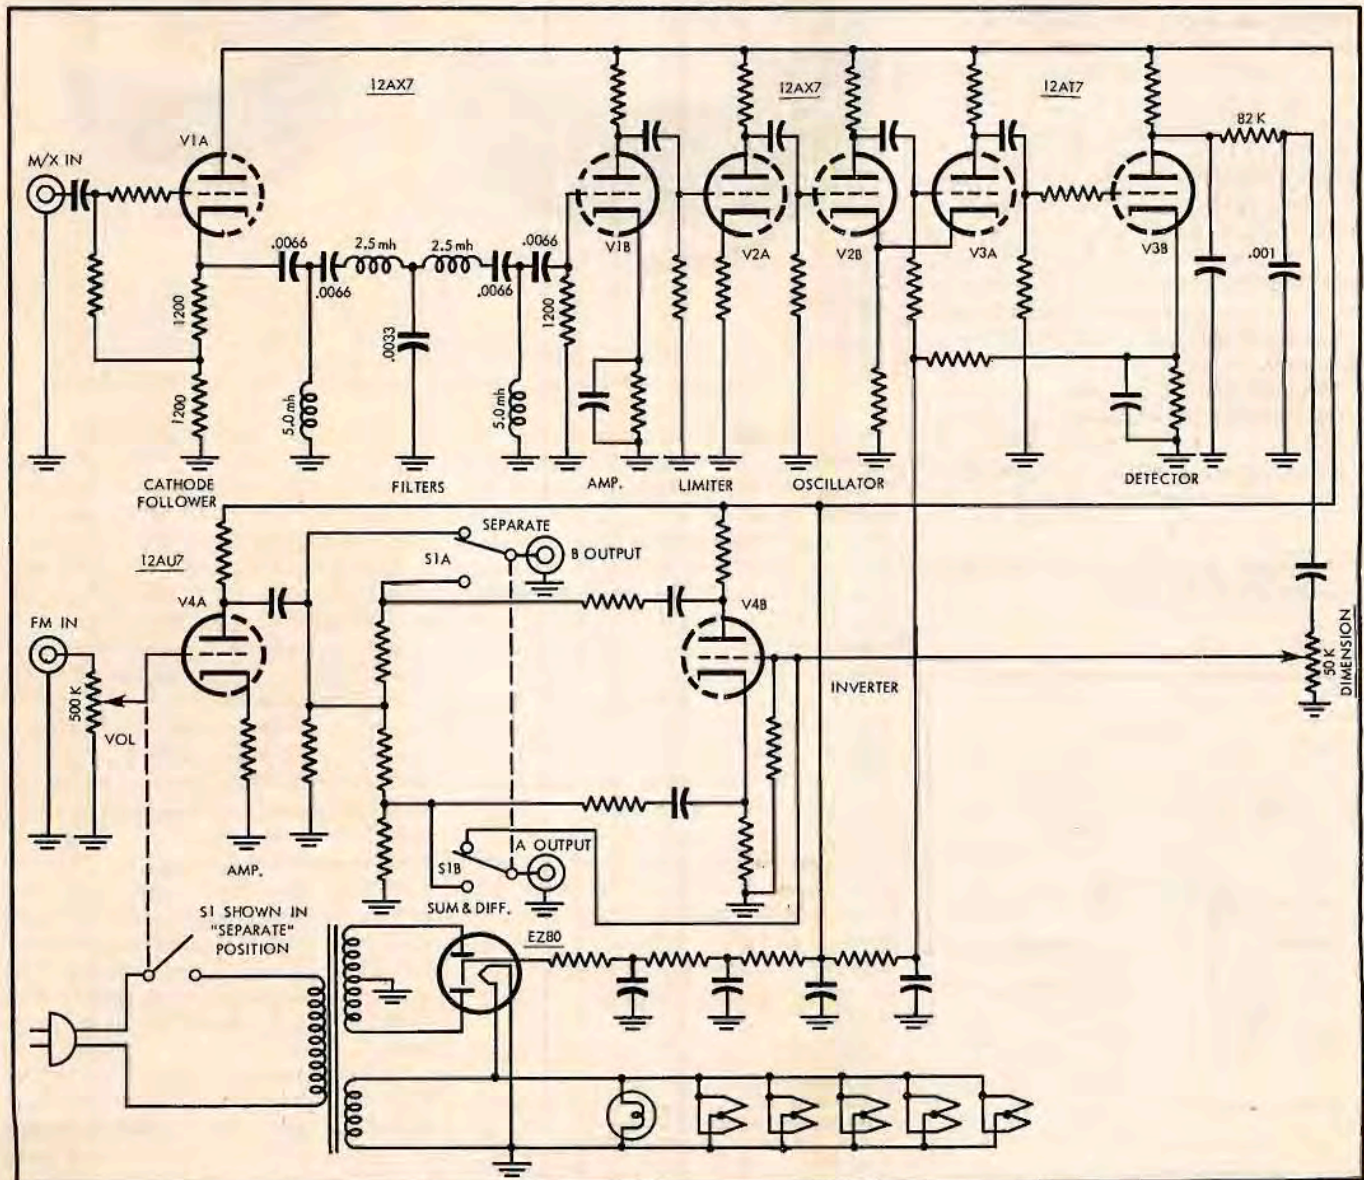 12AX7
12AX7
12AT7
V1A
82 K
M/X IN
.0066
2.5 mh
2.5 mh
.0066
V1B
V2A
V2B
V3A
V3B
.0066
.0066
.001
1200
.0033
1200
1200
5.0 mh
5.0 mh
CATHODE
FOLLOWER
FILTERS
AMP.
LIMITER
OSCILLATOR
DETECTOR
SEPARATE
12AU7
S1A
B OUTPUT
V4A
V4B
FM IN
500 K
VOL
INVERTER
50 K
DIMENSION
A OUTPUT
S1B
AMP.
SUM & DIFF.
S1 SHOWN IN
"SEPARATE"
POSITION
EZ80